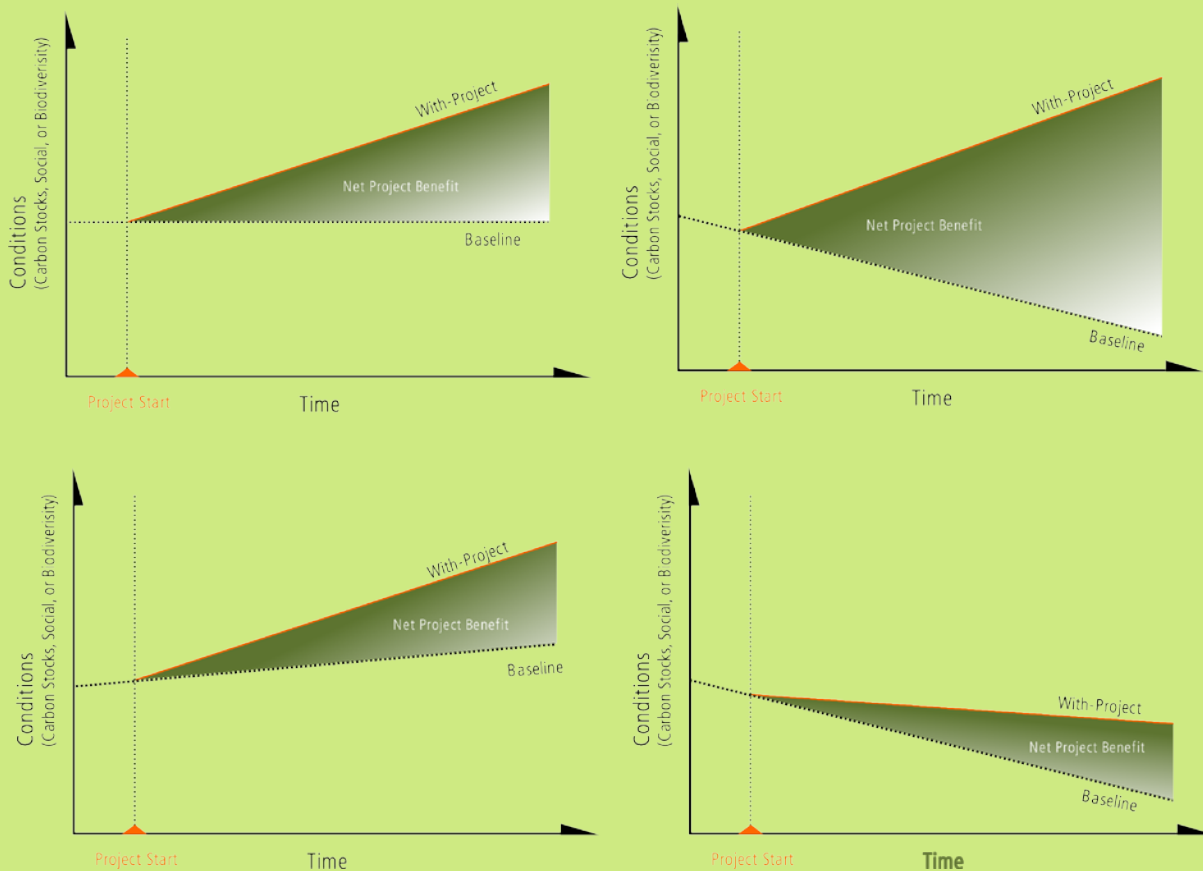 Conditions
(Carbon Stocks, Social, or Biodiverisity)
With-Project
Net Project Benefit
Baseline
Project Start
Time
Conditions
(Carbon Stocks, Social, or Biodiverisity)
With-Project
Net Project Benefit
Baseline
Project Start
Time
Conditions
(Carbon Stocks, Social, or Biodiverisity)
With-Project
Net Project Benefit
Baseline
Project Start
Time
Conditions
(Carbon Stocks, Social, or Biodiverisity)
With-Project
Net Project Benefit
Baseline
Project Start
Time